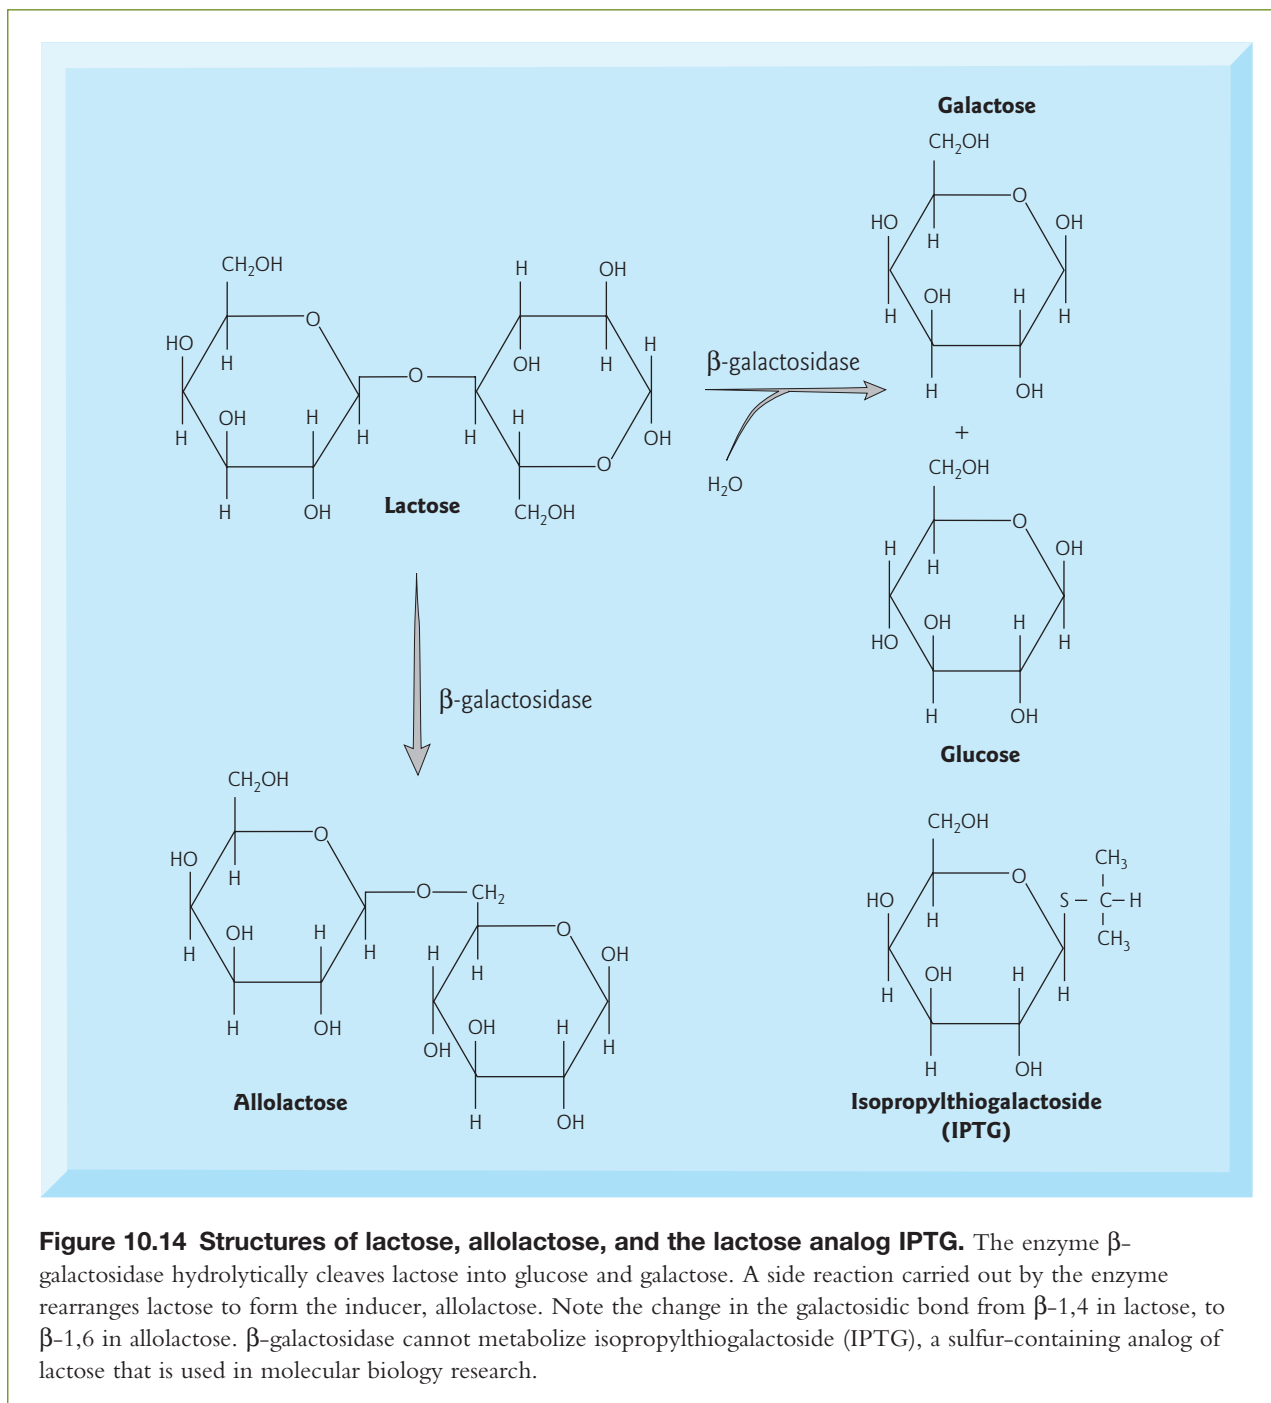 Galactose
CH2OH
O
HO
OH
H
OH
H
H
H
H
OH
+
CH2OH
O
H
OH
H
OH
H
HO
H
H
OH
Glucose
CH2OH
O
HO
H
OH
H
H
H
H
OH
O
H
OH
OH
H
H
H
H
OH
O
CH2OH
Lactose
β-galactosidase
H2O
β-galactosidase
CH2OH
O
HO
H
OH
H
H
H
H
OH
O
CH2
O
H
H
OH
OH
H
OH
H
H
OH
Allolactose
CH2OH
O
HO
H
S – C – H
CH3
CH3
OH
H
H
H
H
OH
Isopropylthiogalactoside
(IPTG)
Figure 10.14 Structures of lactose, allolactose, and the lactose analog IPTG. The enzyme β-
galactosidase hydrolytically cleaves lactose into glucose and galactose. A side reaction carried out by the enzyme
rearranges lactose to form the inducer, allolactose. Note the change in the galactosidic bond from β-1,4 in lactose, to
β-1,6 in allolactose. β-galactosidase cannot metabolize isopropylthiogalactoside (IPTG), a sulfur-containing analog of
lactose that is used in molecular biology research.